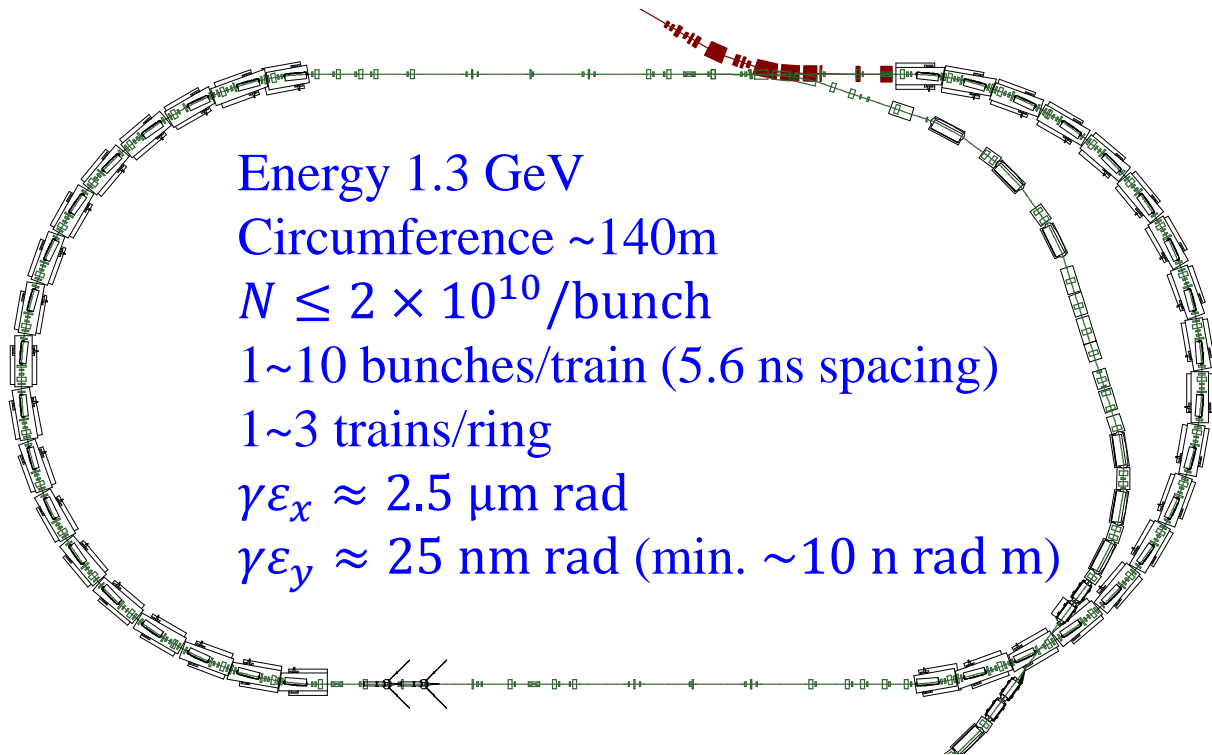 Energy 1.3 GeV
Circumference ~140m
𝑁 ≤ 2 × 10¹⁰/bunch
1~10 bunches/train (5.6 ns spacing)
1~3 trains/ring
𝛾𝜀ₓ ≈ 2.5 μm rad
𝛾𝜀_y ≈ 25 nm rad (min. ~10 n rad m)